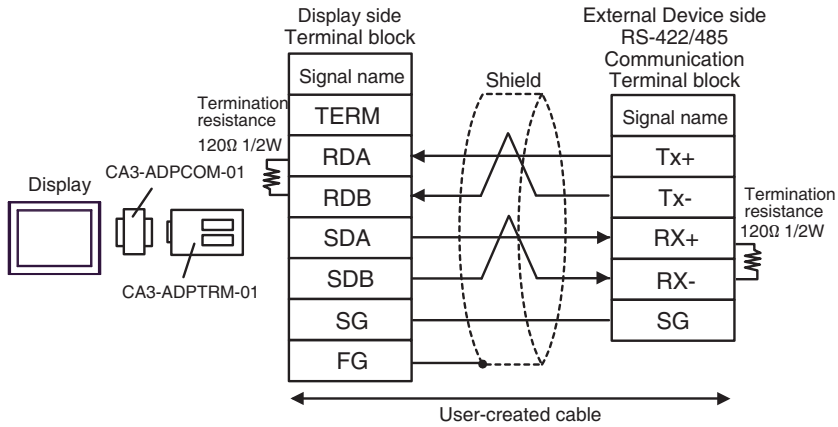 Display side
Terminal block
External Device side
RS-422/485
Communication
Terminal block
Signal name
Shield
Signal name
Termination
resistance
120Ω 1/2W
TERM
RDA
Tx+
CA3-ADPCOM-01
Display
RDB
Tx-
Termination
resistance
120Ω 1/2W
SDA
RX+
CA3-ADPTRM-01
SDB
RX-
SG
SG
FG
User-created cable